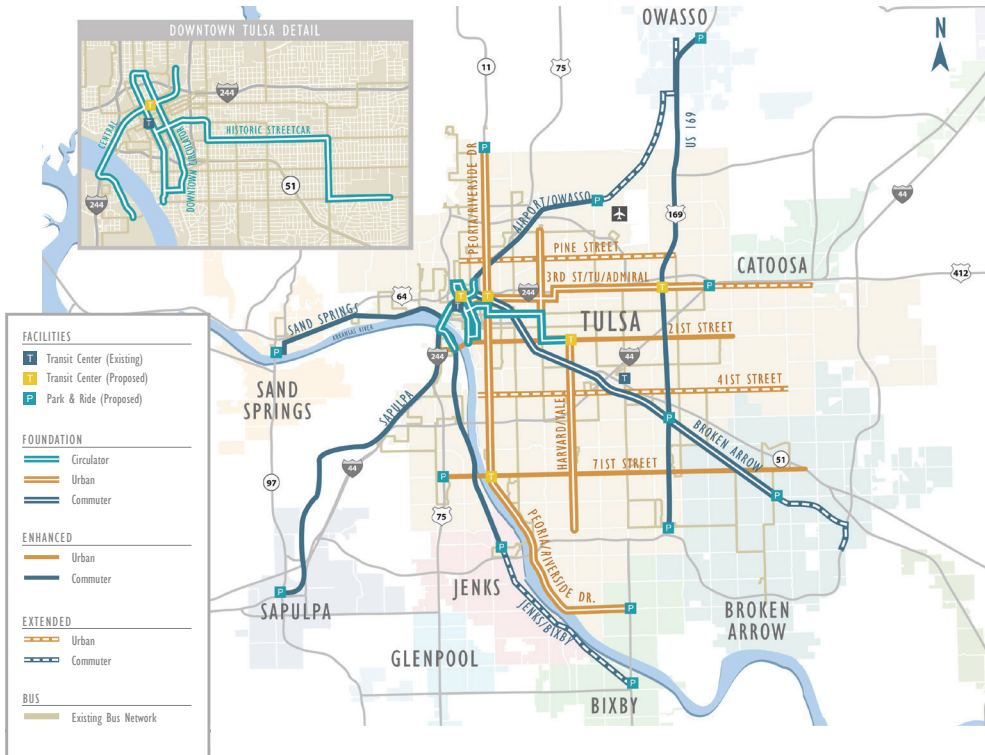 DOWNTOWN TULSA DETAIL
244
CENTRAL
DOWNTOWN CIRCULATOR
HISTORIC STREETCAR
51
244
OWASSO
N
11
75
US 169
PEORIA/RIVERSIDE DR
AIRPORT/OWASSO
44
169
PINE STREET
3RD ST/TU/ADMIRAL
CATOOSA
412
244
64
SAND SPRINGS
ARKANSAS RIVER
TULSA
21ST STREET
244
44
41ST STREET
SAND
SPRINGS
SAPULPA
HARVARD/YALE
BROKEN ARROW
71ST STREET
51
44
97
75
PEORIA/RIVERSIDE DR.
JENKS
JENKS/BIXBY
SAPULPA
BROKEN
ARROW
GLENPOOL
BIXBY
T
T
T
T
T
T
T
T
P
P
P
P
P
P
P
P
P
P
P
P
P
FACILITIES
T Transit Center (Existing)
T Transit Center (Proposed)
P Park & Ride (Proposed)
FOUNDATION
Circulator
Urban
Commuter
ENHANCED
Urban
Commuter
EXTENDED
Urban
Commuter
BUS
Existing Bus Network